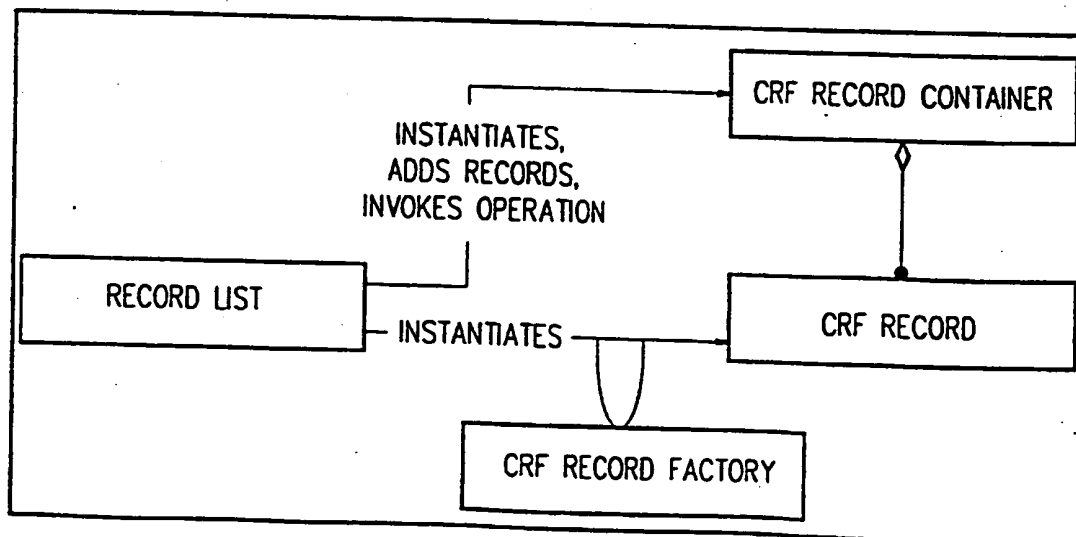 CRF RECORD CONTAINER
INSTANTIATES,
ADDS RECORDS,
INVOKES OPERATION
RECORD LIST
INSTANTIATES
CRF RECORD
CRF RECORD FACTORY